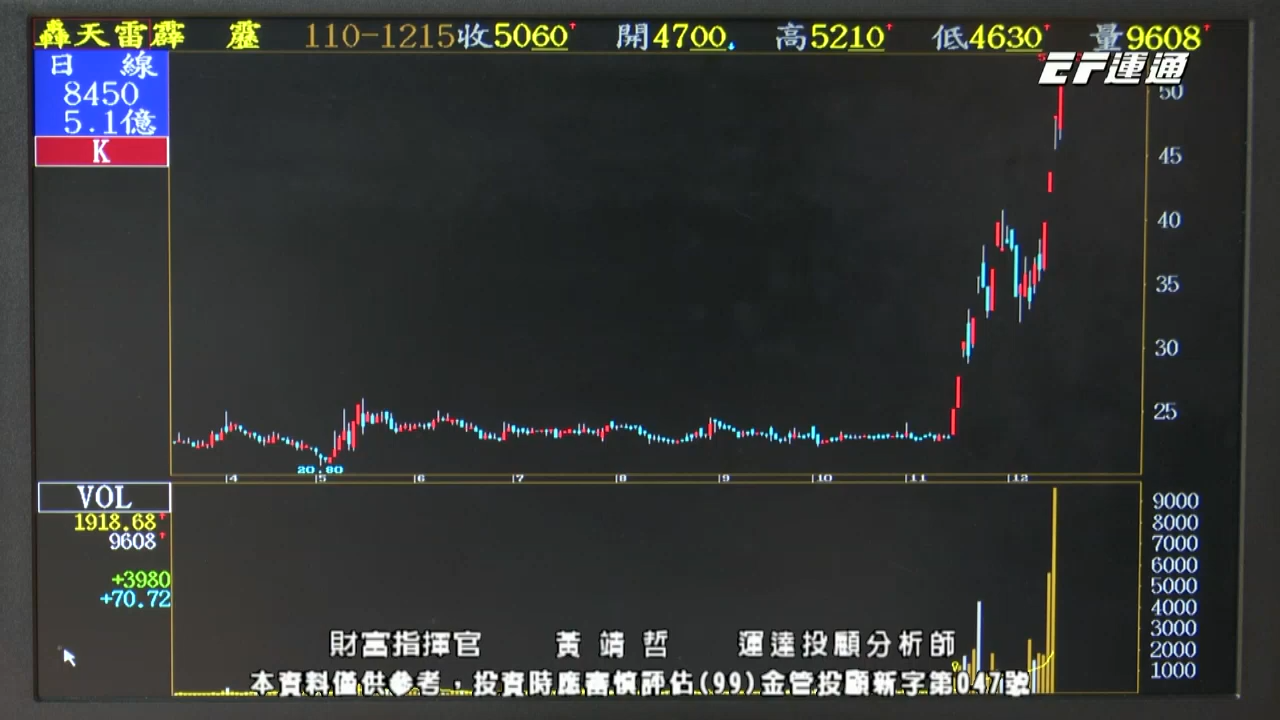 轟天雷霹 靂 110-1215收5060↑ 開4700↓ 高5210↑ 低4630↑ 量9608↑
EF運通
日 線
8450
5.1億
K
50
45
40
35
30
25
20.80
4 5 6 7 8 9 10 11 12
VOL
1918.68↑
9608↑
+3980
+70.72
9000
8000
7000
6000
5000
4000
3000
2000
1000
財富指揮官 黃靖哲 運達投顧分析師
本資料僅供參考，投資時應審慎評估(99)金管投顧新字第047號